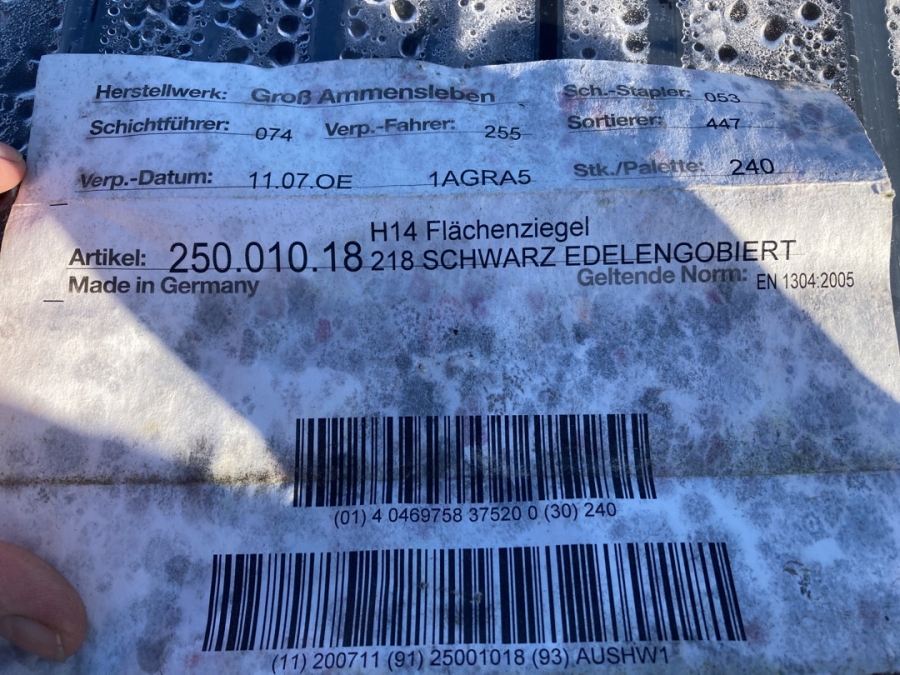 Herstellwerk: Groß Ammensleben Sch.-Stapler: 053
Schichtführer: 074 Verp.-Fahrer: 255 Sortierer: 447
Verp.-Datum: 11.07.OE 1AGRA5 Stk./Palette: 240
H14 Flächenziegel
Artikel: 250.010.18 218 SCHWARZ EDELENGOBIERT
Made in Germany Geltende Norm: EN 1304:2005
(01) 4 0469758 37520 0 (30) 240
(11) 200711 (91) 25001018 (93) AUSHW1